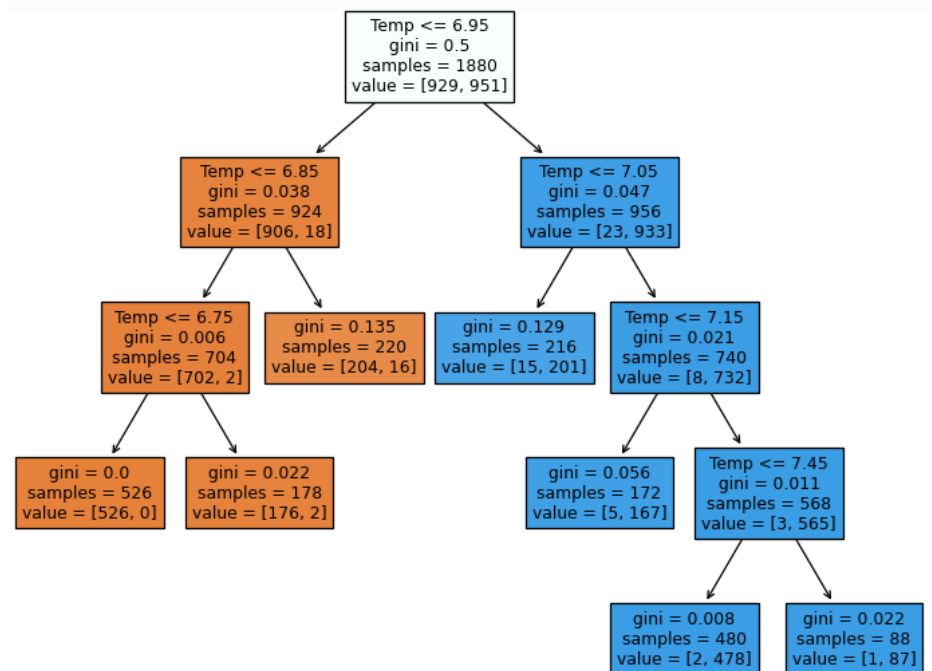 Temp <= 6.95
gini = 0.5
samples = 1880
value = [929, 951]
Temp <= 6.85
gini = 0.038
samples = 924
value = [906, 18]
Temp <= 7.05
gini = 0.047
samples = 956
value = [23, 933]
Temp <= 6.75
gini = 0.006
samples = 704
value = [702, 2]
gini = 0.135
samples = 220
value = [204, 16]
gini = 0.129
samples = 216
value = [15, 201]
Temp <= 7.15
gini = 0.021
samples = 740
value = [8, 732]
gini = 0.0
samples = 526
value = [526, 0]
gini = 0.022
samples = 178
value = [176, 2]
gini = 0.056
samples = 172
value = [5, 167]
Temp <= 7.45
gini = 0.011
samples = 568
value = [3, 565]
gini = 0.008
samples = 480
value = [2, 478]
gini = 0.022
samples = 88
value = [1, 87]